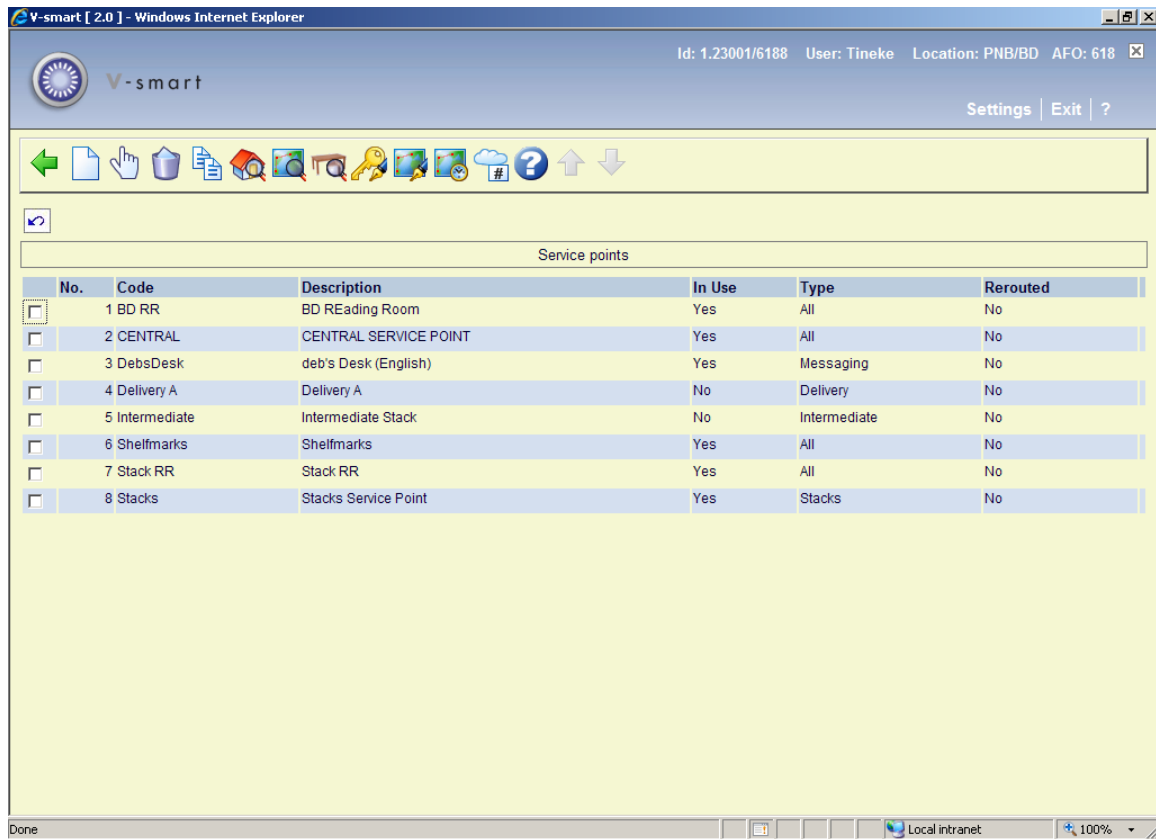 V-smart [ 2.0 ] - Windows Internet Explorer
Id: 1.23001/6188 User: Tineke Location: PNB/BD AFO: 618
V-smart
Settings | Exit | ?
#
?
Service points
No. Code Description In Use Type Rerouted
1 BD RR BD REading Room Yes All No
2 CENTRAL CENTRAL SERVICE POINT Yes All No
3 DebsDesk deb's Desk (English) Yes Messaging No
4 Delivery A Delivery A No Delivery No
5 Intermediate Intermediate Stack No Intermediate No
6 Shelfmarks Shelfmarks Yes All No
7 Stack RR Stack RR Yes All No
8 Stacks Stacks Service Point Yes Stacks No
Done Local intranet 100%